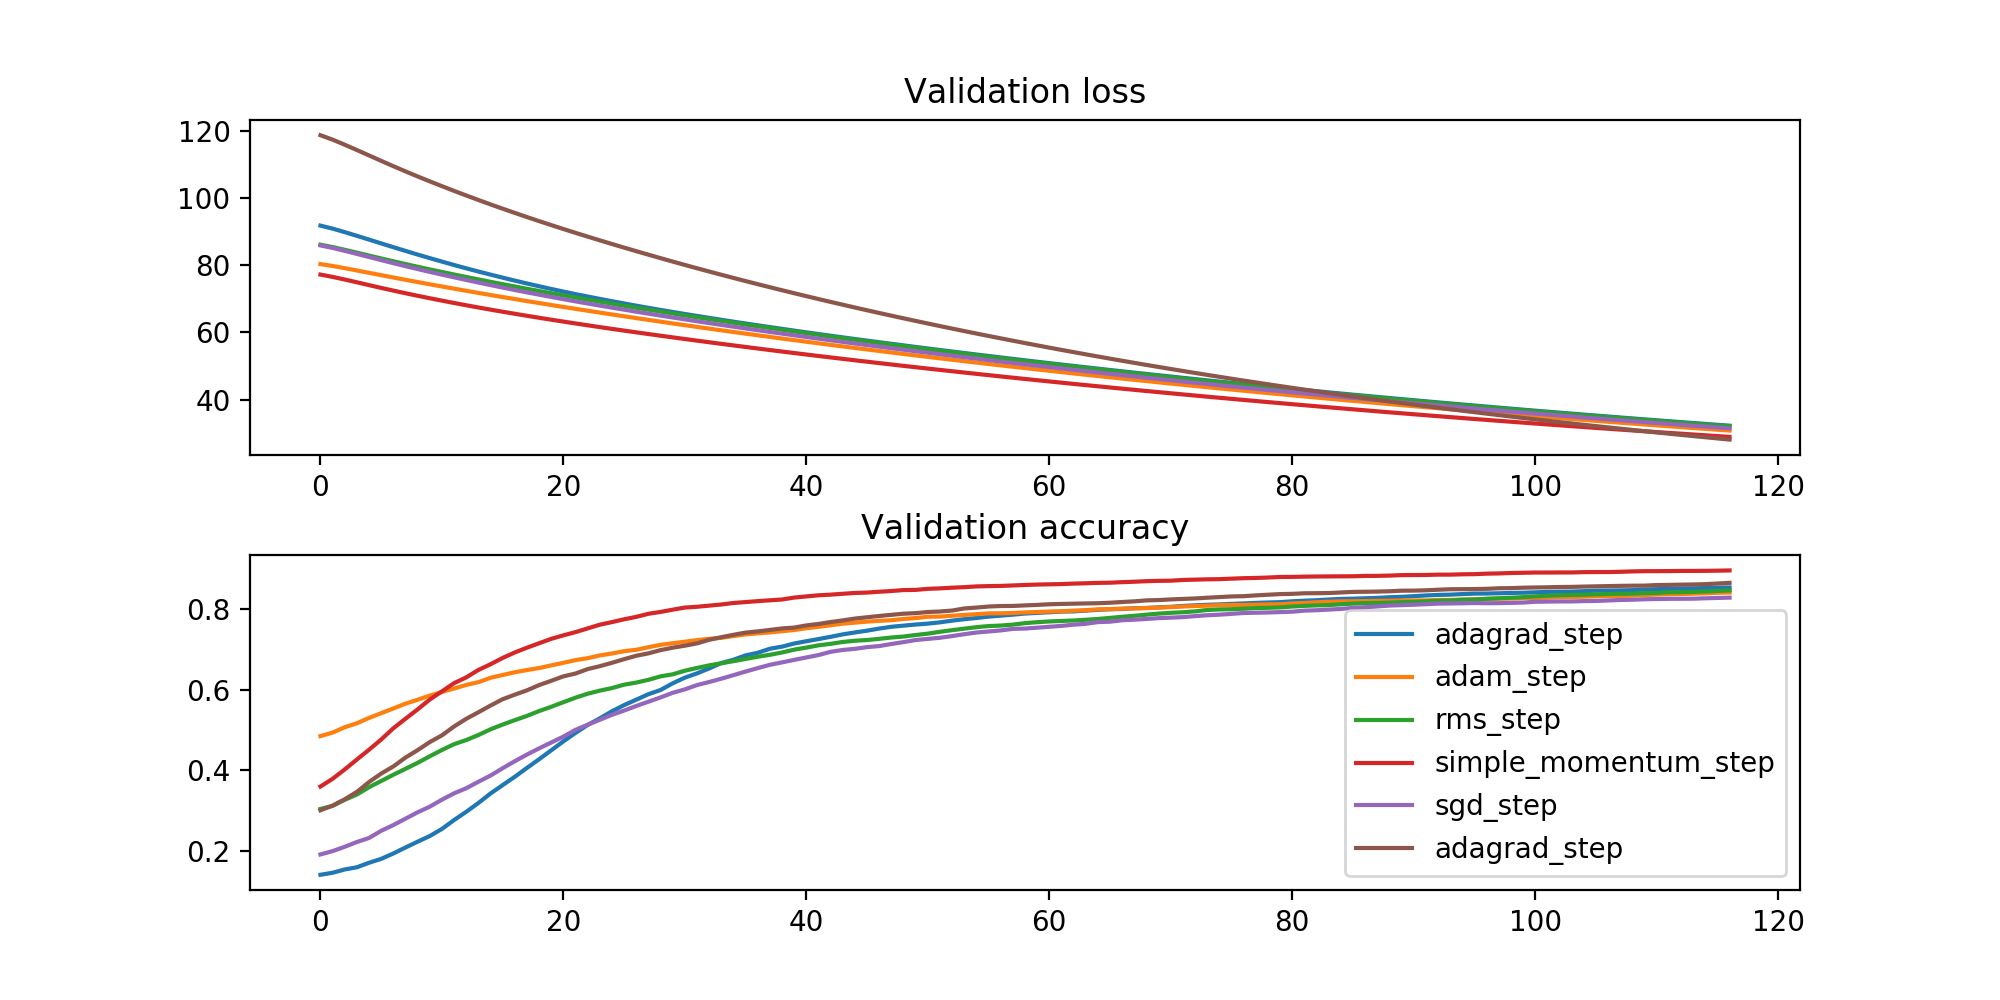 Validation loss
120
100
80
60
40
0 20 40 60 80 100 120
Validation accuracy
0.8
0.6
0.4
0.2
adagrad_step
adam_step
rms_step
simple_momentum_step
sgd_step
adagrad_step
0 20 40 60 80 100 120